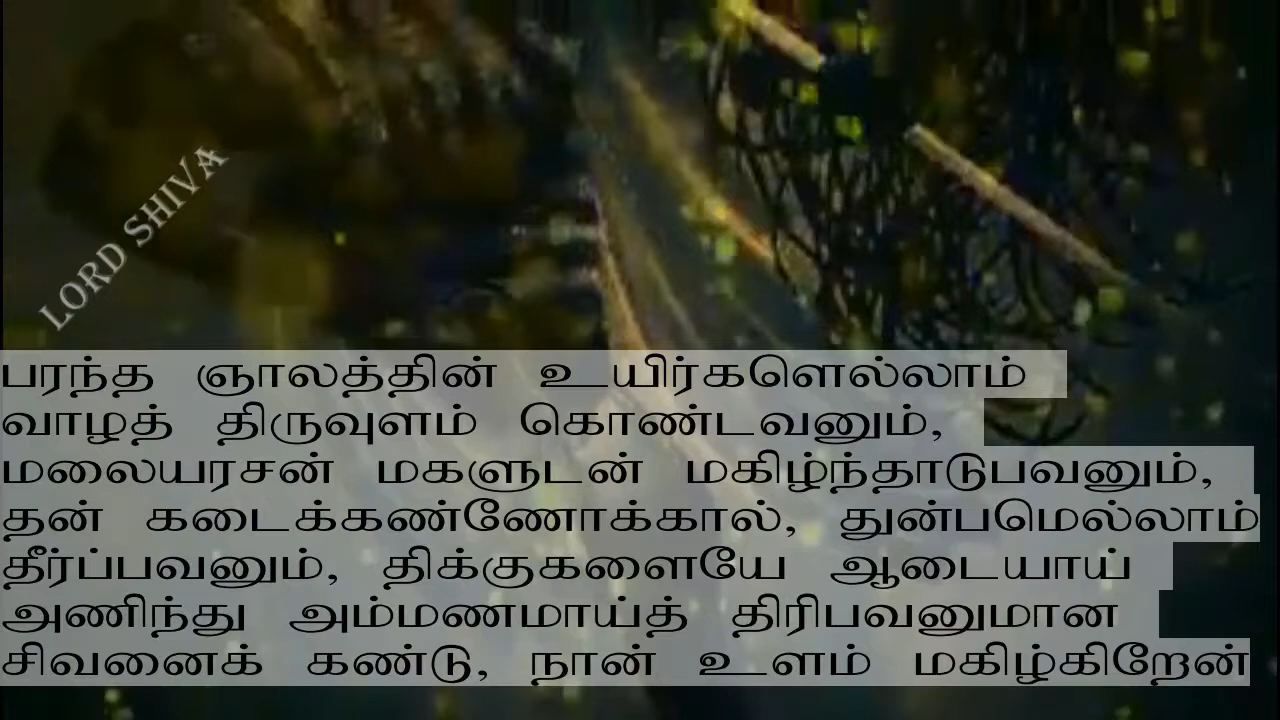 LORD SHIVA
பரந்த ஞாலத்தின் உயிர்களெல்லாம்
வாழத் திருவுளம் கொண்டவனும்,
மலையரசன் மகளுடன் மகிழ்ந்தாடுபவனும்,
தன் கடைக்கண்ணோக்கால், துன்பமெல்லாம்
தீர்ப்பவனும், திக்குகளையே ஆடையாய்
அணிந்து அம்மணமாய்த் திரிபவனுமான
சிவனைக் கண்டு, நான் உளம் மகிழ்கிறேன்